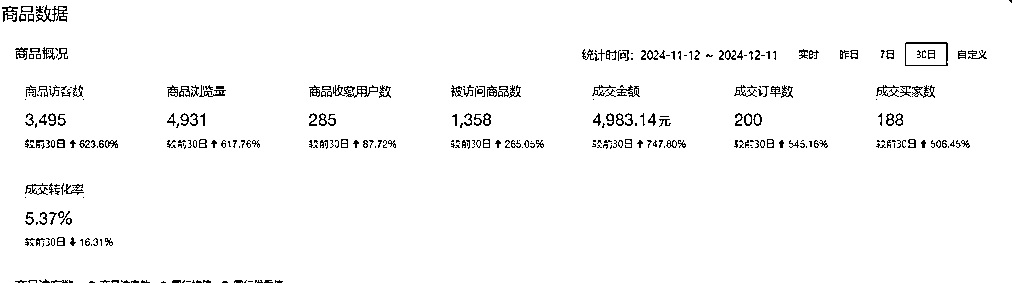 商品数据
商品概况
统计时间：2024-11-12 ~ 2024-12-11 实时 昨日 7日 30日 自定义
商品访客数 商品浏览量 商品收藏用户数 被访问商品数 成交金额 成交订单数 成交买家数
3,495 4,931 285 1,358 4,983.14元 200 188
较前30日 ↑ 623.60% 较前30日 ↑ 617.76% 较前30日 ↑ 87.72% 较前30日 ↑ 265.05% 较前30日 ↑ 747.80% 较前30日 ↑ 545.16% 较前30日 ↑ 506.45%
成交转化率
5.37%
较前30日 ↓ 16.31%